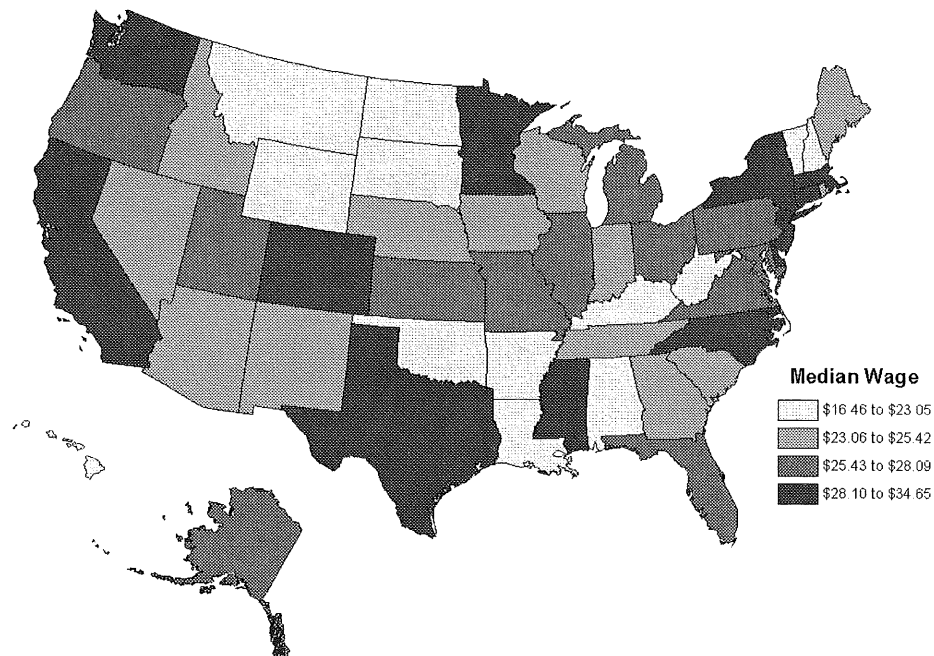 Median Wage
$16.46 to $23.05
$23.06 to $25.42
$25.43 to $28.09
$28.10 to $34.65